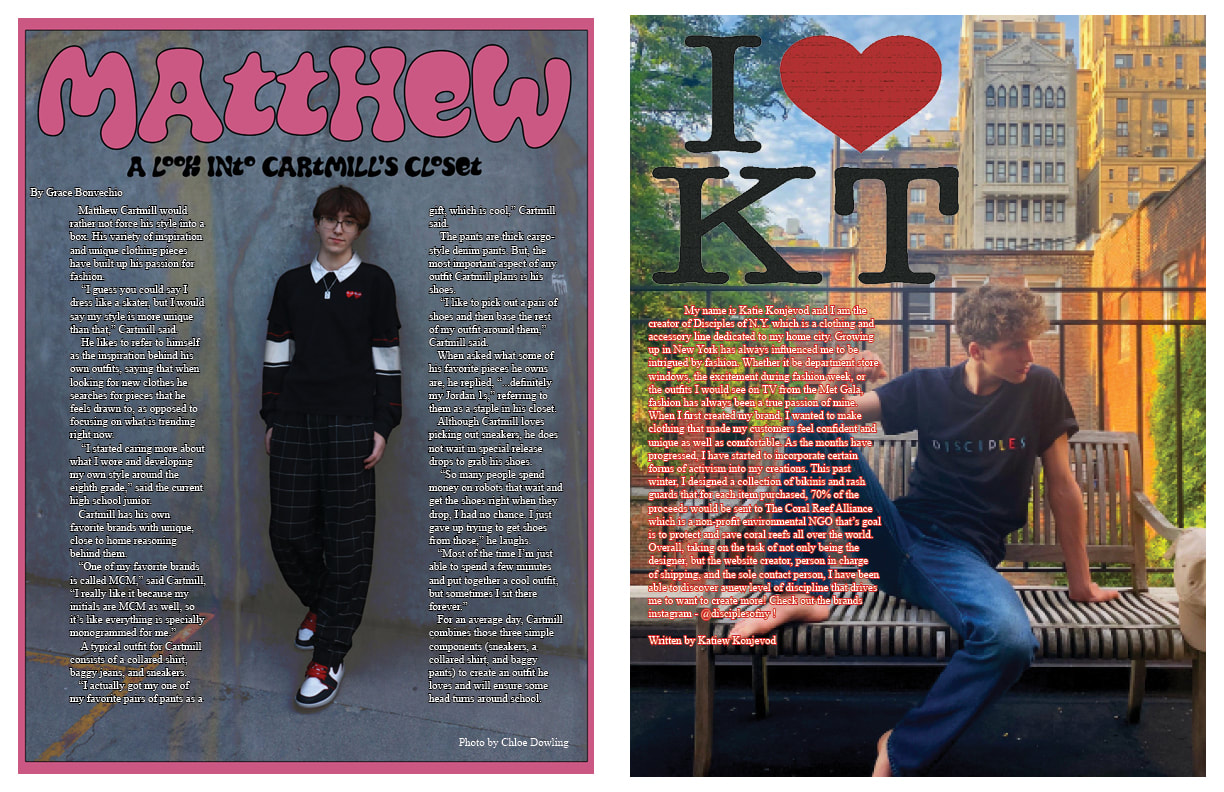 MAttHeW
A Look Into CARtMILL'S CLoSet
By Grace Bonvechio
Matthew Cartmill would
rather not force his style into a
box. His variety of inspiration
and unique clothing pieces
have built up his passion for
fashion.
"I guess you could say I
dress like a skater, but I would
say my style is more unique
than that," Cartmill said.
He likes to refer to himself
as the inspiration behind his
own outfits, saying that when
looking for new clothes he
searches for pieces that he
feels drawn to, as opposed to
focusing on what is trending
right now.
"I started caring more about
what I wore and developing
my own style around the
eighth grade," said the current
high school junior.
Cartmill has his own
favorite brands with unique,
close to home reasoning
behind them.
"One of my favorite brands
is called MCM," said Cartmill,
"I really like it because my
initials are MCM as well, so
it's like everything is specially
monogrammed for me."
A typical outfit for Cartmill
consists of a collared shirt,
baggy jeans, and sneakers.
"I actually got my one of
my favorite pairs of pants as a
gift, which is cool," Cartmill
said.
The pants are thick cargo-
style denim pants. But, the
most important aspect of any
outfit Cartmill plans is his
shoes.
"I like to pick out a pair of
shoes and then base the rest
of my outfit around them,"
Cartmill said.
When asked what some of
his favorite pieces he owns
are, he replied, "...definitely
my Jordan 1s," referring to
them as a staple in his closet.
Although Cartmill loves
picking out sneakers, he does
not wait in special release
drops to grab his shoes.
"So many people spend
money on robots that wait and
get the shoes right when they
drop, I had no chance. I just
gave up trying to get shoes
from those," he laughs.
"Most of the time I'm just
able to spend a few minutes
and put together a cool outfit,
but sometimes I sit there
forever."
For an average day, Cartmill
combines those three simple
components (sneakers, a
collared shirt, and baggy
pants) to create an outfit he
loves and will ensure some
head turns around school.
Photo by Chloe Dowling
I ❤
KT
My name is Katie Konjevod and I am the
creator of Disciples of N.Y. which is a clothing and
accessory line dedicated to my home city. Growing
up in New York has always influenced me to be
intrigued by fashion. Whether it be department store
windows, the excitement during fashion week, or
the outfits I would see on TV from the Met Gala,
fashion has always been a true passion of mine.
When I first created my brand, I wanted to make
clothing that made my customers feel confident and
unique as well as comfortable. As the months have
progressed, I have started to incorporate certain
forms of activism into my creations. This past
winter, I designed a collection of bikinis and rash
guards that for each item purchased, 70% of the
proceeds would be sent to The Coral Reef Alliance
which is a non-profit environmental NGO that's goal
is to protect and save coral reefs all over the world.
Overall, taking on the task of not only being the
designer, but the website creator, person in charge
of shipping, and the sole contact person, I have been
able to discover a new level of discipline that drives
me to want to create more! Check out the brands
instagram - @disciplesofny !
Written by Katiew Konjevod
DISCIPLES